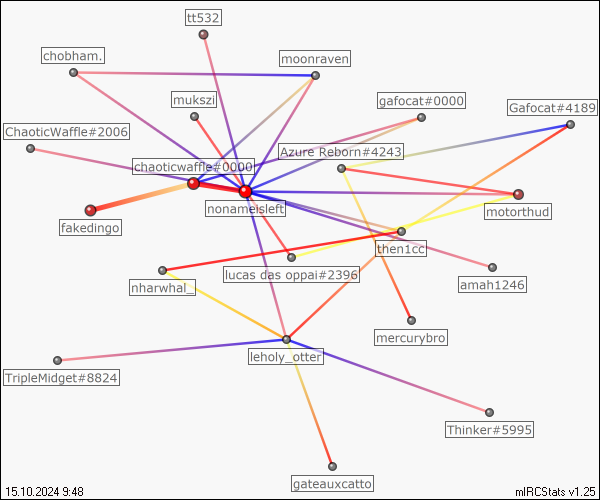 tt532
chobham.
moonraven
mukszi
gafocat#0000
Gafocat#4189
ChaoticWaffle#2006
Azure Reborn#4243
chaoticwaffle#0000
nonameisleft
motorthud
fakedingo
then1cc
lucas das oppai#2396
amah1246
nharwhal_
mercurybro
leholy_otter
TripleMidget#8824
Thinker#5995
gateauxcatto
15.10.2024 9:48
mIRCStats v1.25